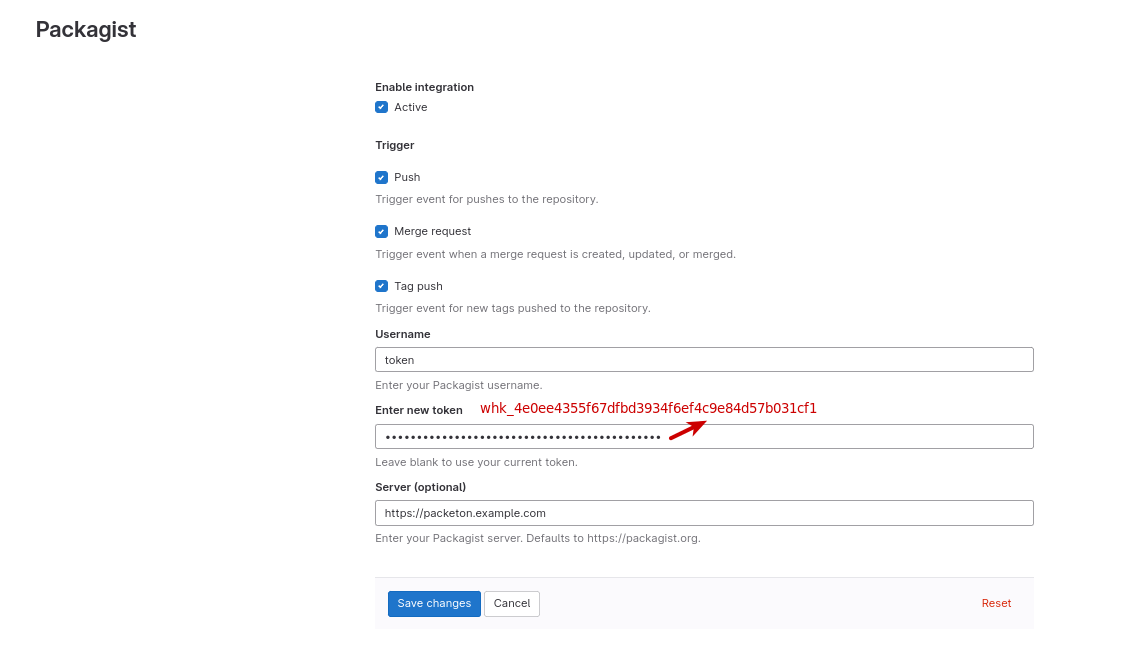 Packagist
Enable integration
Active
Trigger
Push
Trigger event for pushes to the repository.
Merge request
Trigger event when a merge request is created, updated, or merged.
Tag push
Trigger event for new tags pushed to the repository.
Username
token
Enter your Packagist username.
Enter new token whk_4e0ee4355f67dfbd3934f6ef4c9e84d57b031cf1
••••••••••••••••••••••••••••••••••••••••••••
Leave blank to use your current token.
Server (optional)
https://packeton.example.com
Enter your Packagist server. Defaults to https://packagist.org.
Save changes Cancel Reset